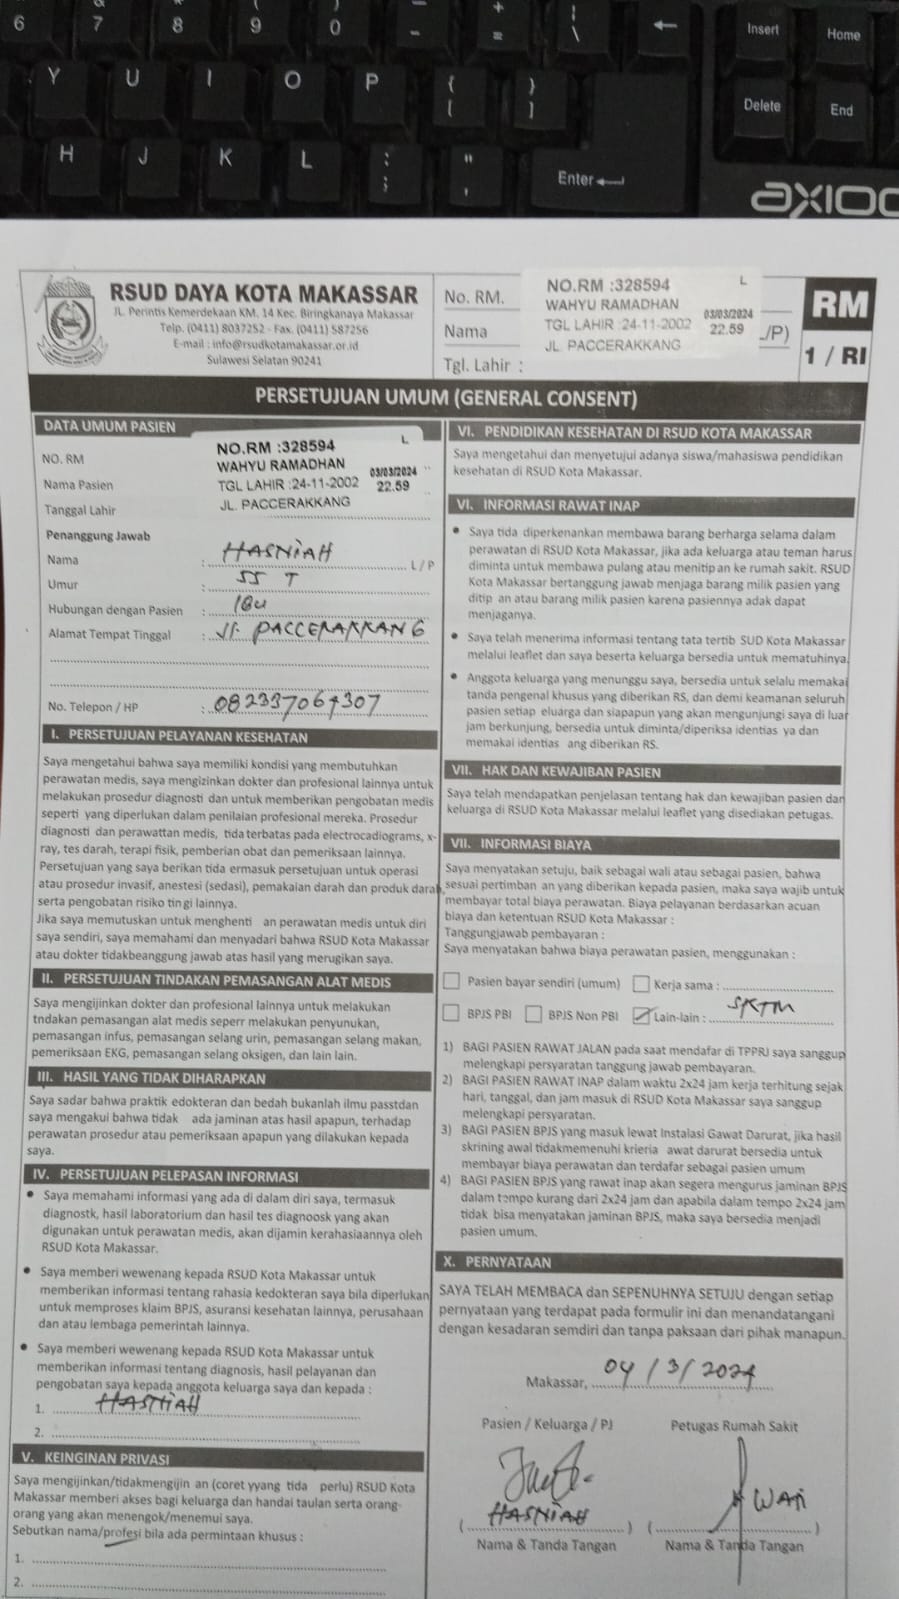 6 7 8 9 0 - + = | \ ← Insert Home
Y U I O P { [ } ] Delete End
H J K L : ; " , Enter
AXIOO
RSUD DAYA KOTA MAKASSAR
JL. Perintis Kemerdekaan KM. 14 Kec. Biringkanaya Makassar
Telp. (0411) 8037252 - Fax. (0411) 587256
E-mail : info@rsudkotamakassar.or.id
Sulawesi Selatan 90241
No. RM.
Nama
Tgl. Lahir :
NO.RM :328594 L
WAHYU RAMADHAN 03/03/2024
TGL LAHIR :24-11-2002 22.59
JL. PACCERAKKANG
L/P)
RM
1 / RI
PERSETUJUAN UMUM (GENERAL CONSENT)
DATA UMUM PASIEN
NO. RM
Nama Pasien
Tanggal Lahir
NO.RM :328594 L
WAHYU RAMADHAN 03/03/2024
TGL LAHIR :24-11-2002 22.59
JL. PACCERAKKANG
Penanggung Jawab
Nama : HASNIAH L / P
Umur : 55 T
Hubungan dengan Pasien : IBU
Alamat Tempat Tinggal : Jl. PACCERAKKANG
No. Telepon / HP : 082337067307
I. PERSETUJUAN PELAYANAN KESEHATAN
Saya mengetahui bahwa saya memiliki kondisi yang membutuhkan
perawatan medis, saya mengizinkan dokter dan profesional lainnya untuk
melakukan prosedur diagnosti dan untuk memberikan pengobatan medis
seperti yang diperlukan dalam penilaian profesional mereka. Prosedur
diagnosti dan perawattan medis, tida terbatas pada electrocadiograms, x-
ray, tes darah, terapi fisik, pemberian obat dan pemeriksaan lainnya.
Persetujuan yang saya berikan tida ermasuk persetujuan untuk operasi
atau prosedur invasif, anestesi (sedasi), pemakaian darah dan produk darah,
serta pengobatan risiko tin gi lainnya.
Jika saya memutuskan untuk menghenti an perawatan medis untuk diri
saya sendiri, saya memahami dan menyadari bahwa RSUD Kota Makassar
atau dokter tidakbeanggung jawab atas hasil yang merugikan saya.
II. PERSETUJUAN TINDAKAN PEMASANGAN ALAT MEDIS
Saya mengijinkan dokter dan profesional lainnya untuk melakukan
tndakan pemasangan alat medis seperr melakukan penyunukan,
pemasangan infus, pemasangan selang urin, pemasangan selang makan,
pemeriksaan EKG, pemasangan selang oksigen, dan lain lain.
III. HASIL YANG TIDAK DIHARAPKAN
Saya sadar bahwa praktik edokteran dan bedah bukanlah ilmu passtdan
saya mengakui bahwa tidak ada jaminan atas hasil apapun, terhadap
perawatan prosedur atau pemeriksaan apapun yang dilakukan kepada
saya.
IV. PERSETUJUAN PELEPASAN INFORMASI
• Saya memahami informasi yang ada di dalam diri saya, termasuk
diagnostk, hasil laboratorium dan hasil tes diagnoosk yang akan
digunakan untuk perawatan medis, akan dijamin kerahasiaannya oleh
RSUD Kota Makassar.
• Saya memberi wewenang kepada RSUD Kota Makassar untuk
memberikan informasi tentang rahasia kedokteran saya bila diperlukan
untuk memproses klaim BPJS, asuransi kesehatan lainnya, perusahaan
dan atau lembaga pemerintah lainnya.
• Saya memberi wewenang kepada RSUD Kota Makassar untuk
memberikan informasi tentang diagnosis, hasil pelayanan dan
pengobatan saya kepada anggota keluarga saya dan kepada :
1. HASNIAH
2.
V. KEINGINAN PRIVASI
Saya mengijinkan/tidakmengijin an (coret yyang tida perlu) RSUD Kota
Makassar memberi akses bagi keluarga dan handai taulan serta orang-
orang yang akan menengok/menemui saya.
Sebutkan nama/profesi bila ada permintaan khusus :
1.
2.
VI. PENDIDIKAN KESEHATAN DI RSUD KOTA MAKASSAR
Saya mengetahui dan menyetujui adanya siswa/mahasiswa pendidikan
kesehatan di RSUD Kota Makassar.
VI. INFORMASI RAWAT INAP
• Saya tida diperkenankan membawa barang berharga selama dalam
perawatan di RSUD Kota Makassar, jika ada keluarga atau teman harus
diminta untuk membawa pulang atau menitip an ke rumah sakit. RSUD
Kota Makassar bertanggung jawab menjaga barang milik pasien yang
ditip an atau barang milik pasien karena pasiennya adak dapat
menjaganya.
• Saya telah menerima informasi tentang tata tertib SUD Kota Makassar
melalui leaflet dan saya beserta keluarga bersedia untuk mematuhinya.
• Anggota keluarga yang menunggu saya, bersedia untuk selalu memakai
tanda pengenal khusus yang diberikan RS, dan demi keamanan seluruh
pasien setiap eluarga dan siapapun yang akan mengunjungi saya di luar
jam berkunjung, bersedia untuk diminta/diperiksa identias ya dan
memakai identias ang diberikan RS.
VII. HAK DAN KEWAJIBAN PASIEN
Saya telah mendapatkan penjelasan tentang hak dan kewajiban pasien dan
keluarga di RSUD Kota Makassar melalui leaflet yang disediakan petugas.
VII. INFORMASI BIAYA
Saya menyatakan setuju, baik sebagai wali atau sebagai pasien, bahwa
sesuai pertimban an yang diberikan kepada pasien, maka saya wajib untuk
membayar total biaya perawatan. Biaya pelayanan berdasarkan acuan
biaya dan ketentuan RSUD Kota Makassar :
Tanggungjawab pembayaran :
Saya menyatakan bahwa biaya perawatan pasien, menggunakan :
Pasien bayar sendiri (umum) Kerja sama :
BPJS PBI BPJS Non PBI Lain-lain : SKTM
1) BAGI PASIEN RAWAT JALAN pada saat mendafar di TPPRJ saya sanggup
melengkapi persyaratan tanggung jawab pembayaran.
2) BAGI PASIEN RAWAT INAP dalam waktu 2x24 jam kerja terhitung sejak
hari, tanggal, dan jam masuk di RSUD Kota Makassar saya sanggup
melengkapi persyaratan.
3) BAGI PASIEN BPJS yang masuk lewat Instalasi Gawat Darurat, jika hasil
skrining awal tidakmemenuhi krieria awat darurat bersedia untuk
membayar biaya perawatan dan terdafar sebagai pasien umum
4) BAGI PASIEN BPJS yang rawat inap akan segera mengurus jaminan BPJS
dalam tempo kurang dari 2x24 jam dan apabila dalam tempo 2x24 jam
tidak bisa menyatakan jaminan BPJS, maka saya bersedia menjadi
pasien umum.
X. PERNYATAAN
SAYA TELAH MEMBACA dan SEPENUHNYA SETUJU dengan setiap
pernyataan yang terdapat pada formulir ini dan menandatangani
dengan kesadaran semdiri dan tanpa paksaan dari pihak manapun.
Makassar, 04/3/2024
Pasien / Keluarga / PJ Petugas Rumah Sakit
( HASNIAH ) ( WAN )
Nama & Tanda Tangan Nama & Tanda Tangan